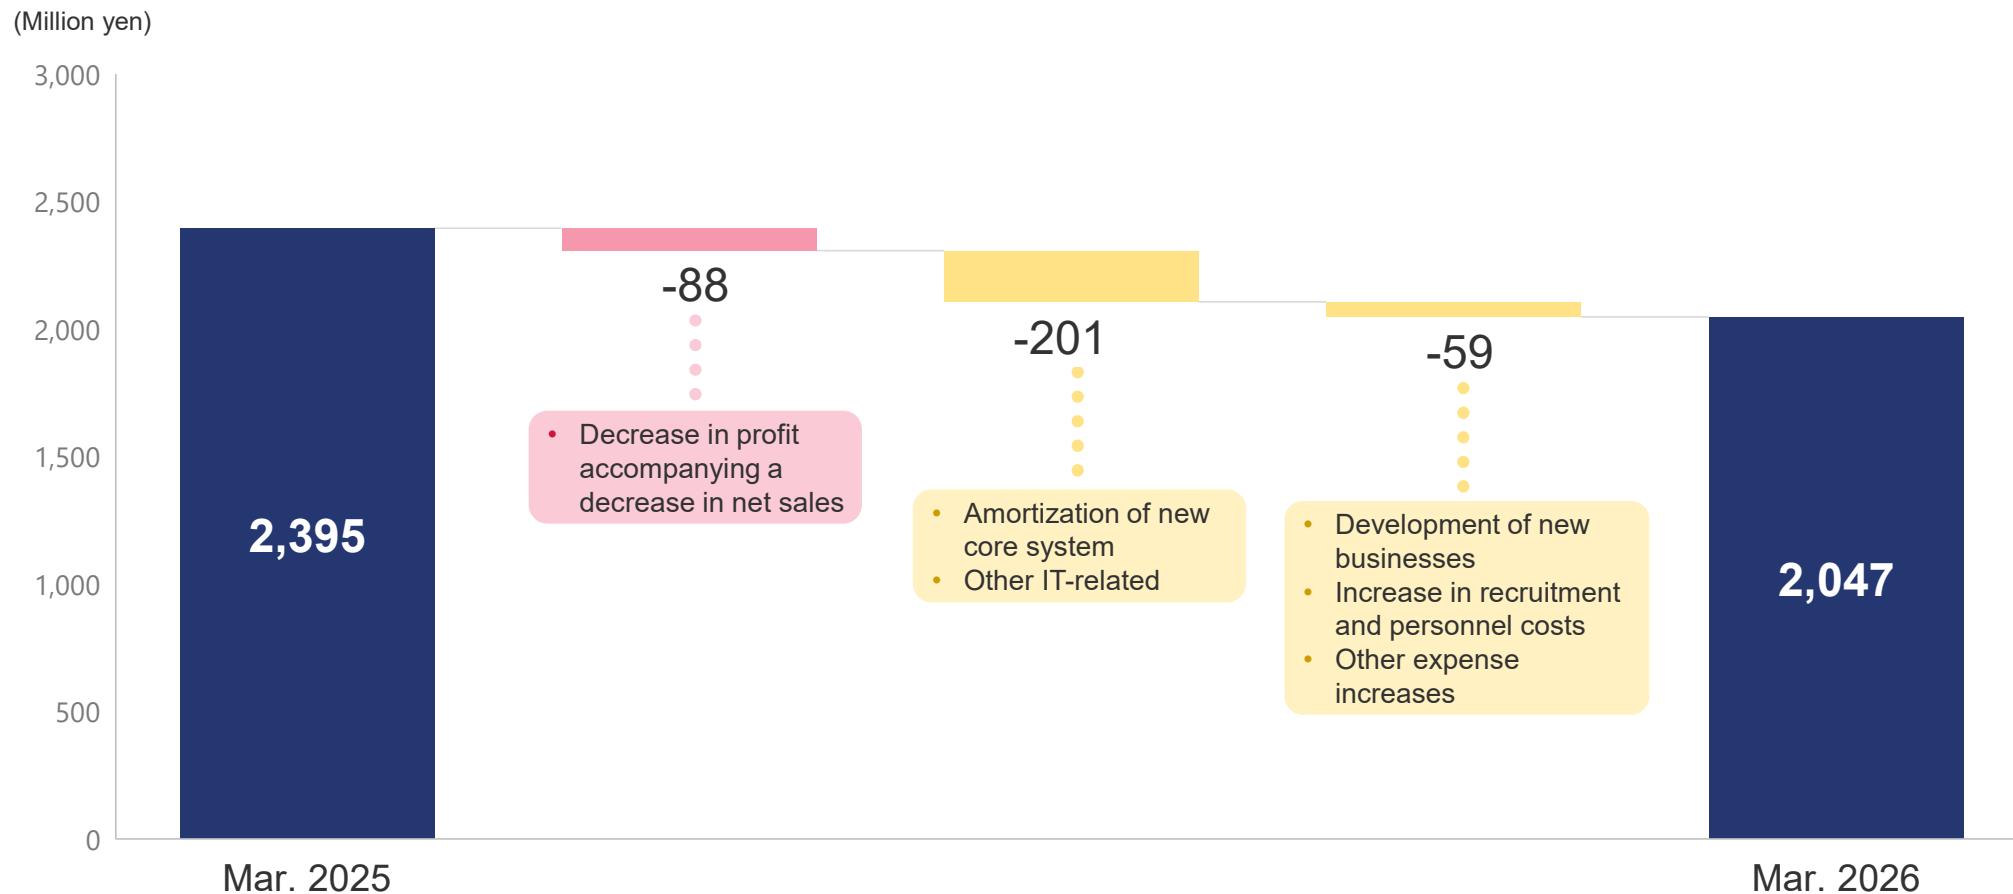 (Million yen)
3,000
2,500
2,000
1,500
1,000
500
0
2,395
-88
• Decrease in profit
accompanying a
decrease in net sales
-201
• Amortization of new
core system
• Other IT-related
-59
• Development of new
businesses
• Increase in recruitment
and personnel costs
• Other expense
increases
2,047
Mar. 2025
Mar. 2026